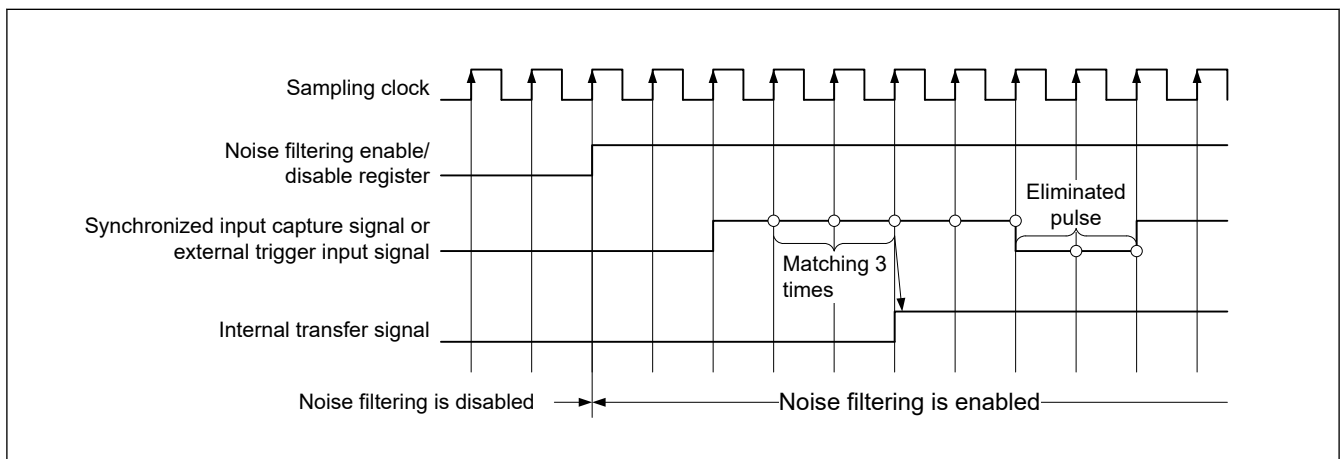 Sampling clock
Noise filtering enable/
disable register
Synchronized input capture signal or
external trigger input signal
Eliminated
pulse
Matching 3
times
Internal transfer signal
Noise filtering is disabled
Noise filtering is enabled